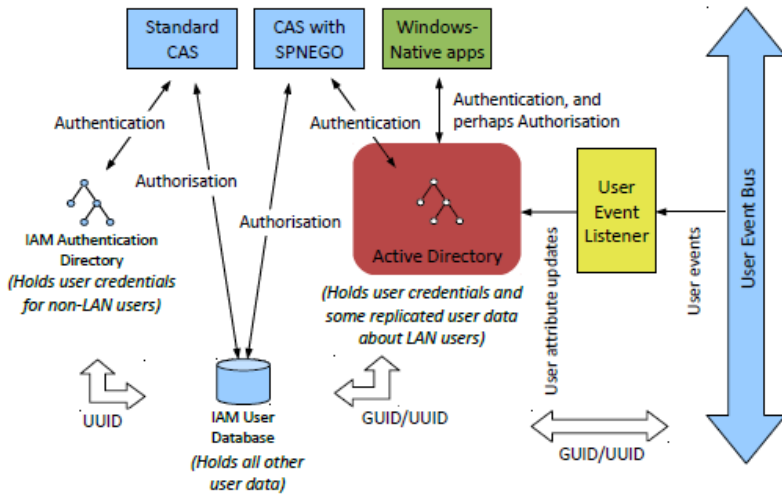 Standard
CAS
CAS with
SPNEGO
Windows-
Native apps
Authentication
Authentication
Authentication, and
perhaps Authorisation
Authorisation
Authorisation
IAM Authentication
Directory
(Holds user credentials
for non-LAN users)
Active Directory
(Holds user credentials and
some replicated user data
about LAN users)
User
Event
Listener
User attribute updates
User events
User Event Bus
UUID
IAM User
Database
(Holds all other
user data)
GUID/UUID
GUID/UUID